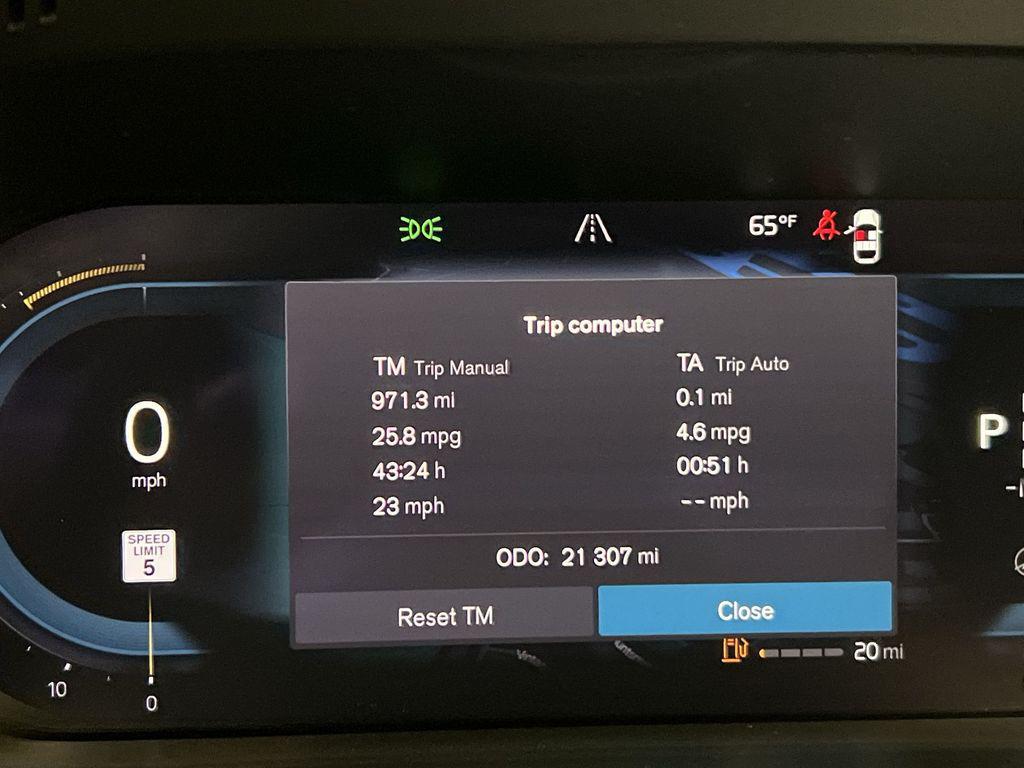 65°F
Trip computer
TM Trip Manual
971.3 mi
25.8 mpg
43:24 h
23 mph
TA Trip Auto
0.1 mi
4.6 mpg
00:51 h
-- mph
ODO: 21 307 mi
Reset TM
Close
0
mph
SPEED
LIMIT
5
P
20 mi
10
0